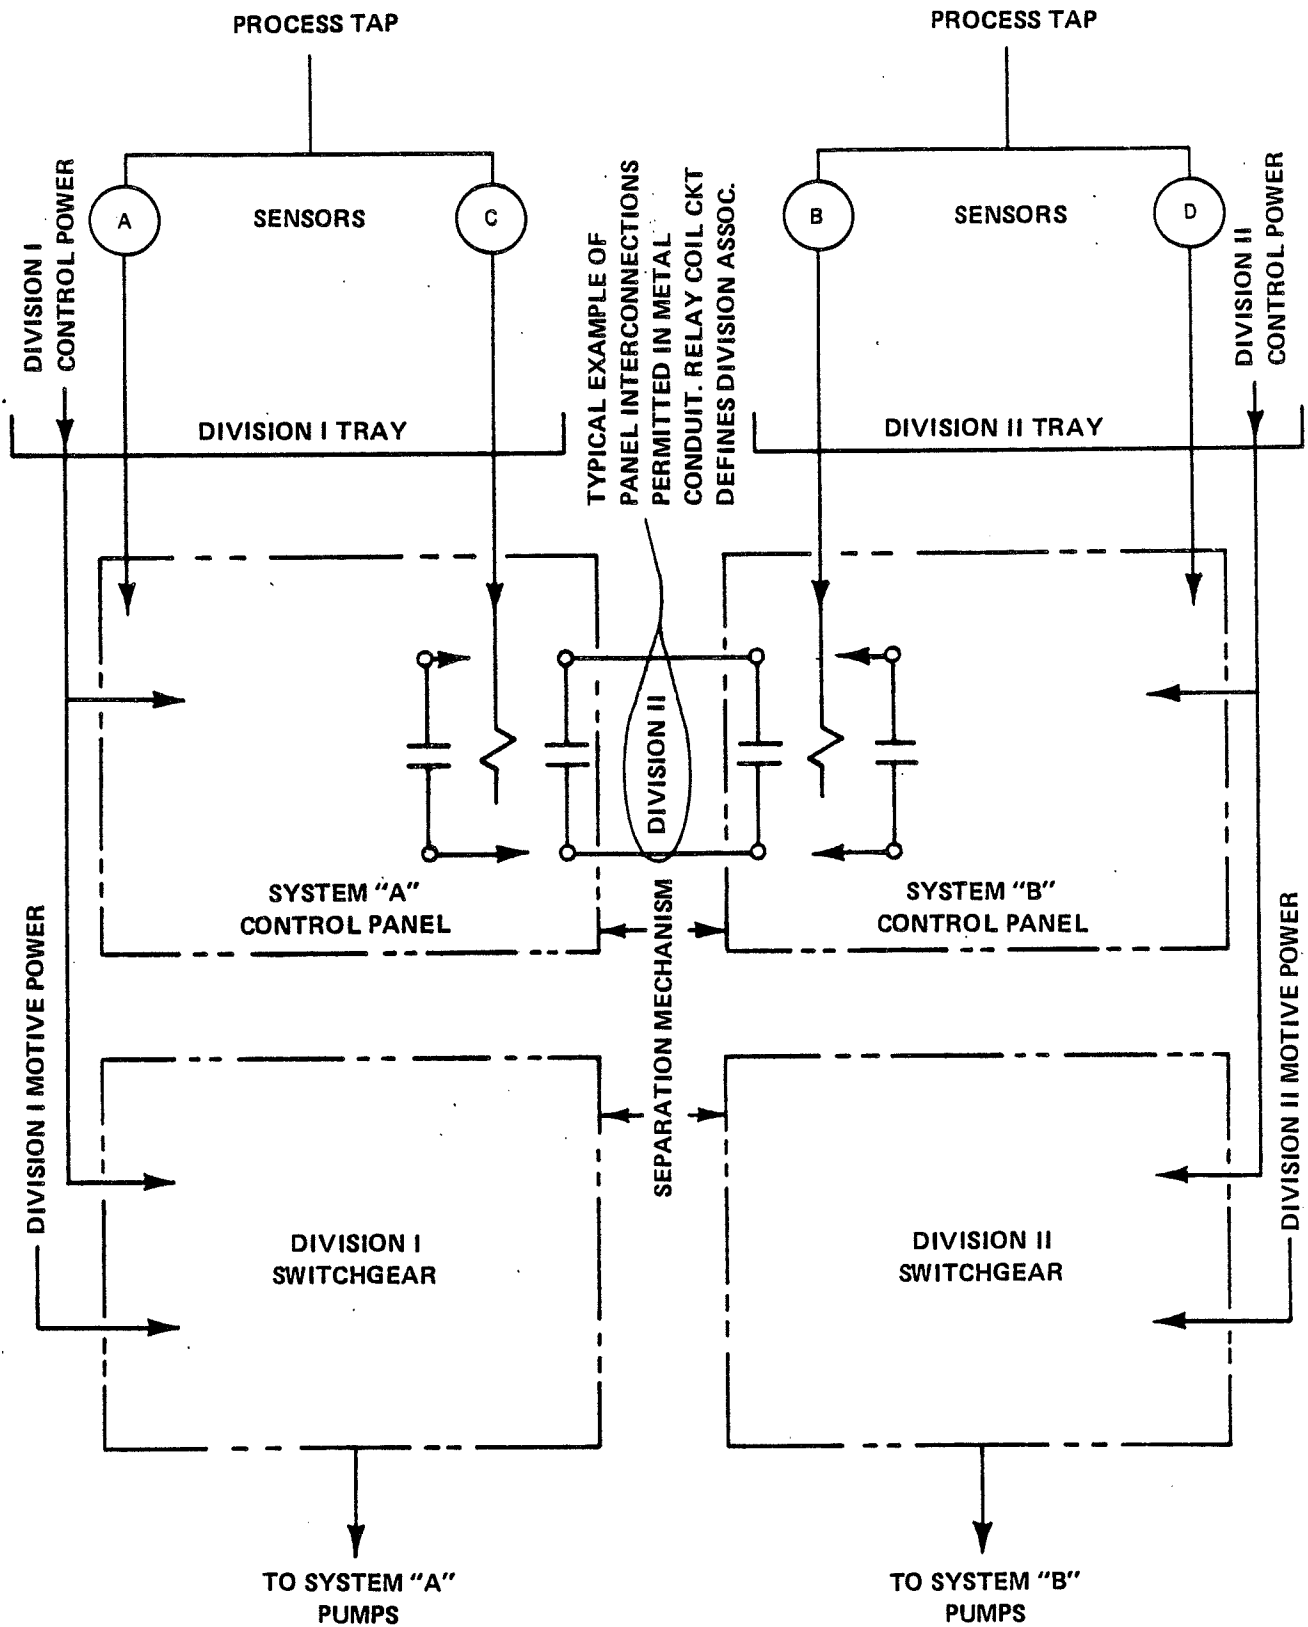 PROCESS TAP
PROCESS TAP
DIVISION I
CONTROL POWER
A
SENSORS
C
TYPICAL EXAMPLE OF
PANEL INTERCONNECTIONS
PERMITTED IN METAL
CONDUIT. RELAY COIL CKT
DEFINES DIVISION ASSOC.
B
SENSORS
D
DIVISION II
CONTROL POWER
DIVISION I TRAY
DIVISION II TRAY
DIVISION II
SYSTEM "A"
CONTROL PANEL
SYSTEM "B"
CONTROL PANEL
DIVISION I MOTIVE POWER
SEPARATION MECHANISM
DIVISION II MOTIVE POWER
DIVISION I
SWITCHGEAR
DIVISION II
SWITCHGEAR
TO SYSTEM "A"
PUMPS
TO SYSTEM "B"
PUMPS